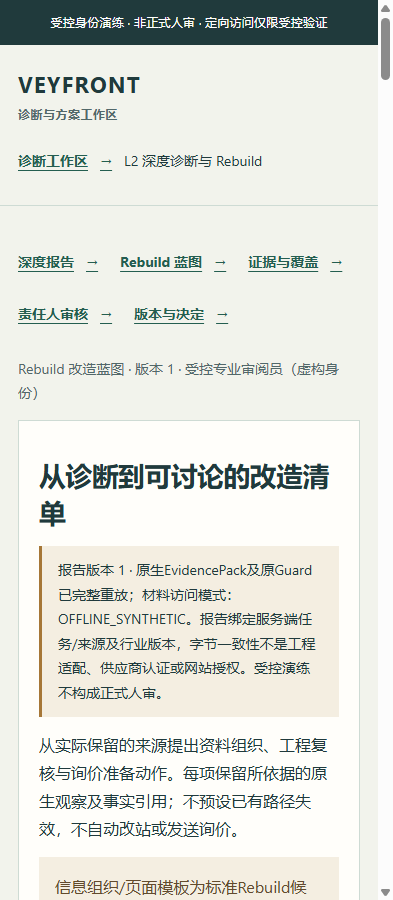 受控身份演练 · 非正式人审 · 定向访问仅限受控验证
VEYFRONT
诊断与方案工作区
诊断工作区 → L2 深度诊断与 Rebuild
深度报告 → Rebuild 蓝图 → 证据与覆盖 →
责任人审核 → 版本与决定 →
Rebuild 改造蓝图 · 版本 1 · 受控专业审阅员（虚构身
份）
从诊断到可讨论的改造清
单
报告版本 1 · 原生EvidencePack及原Guard
已完整重放；材料访问模式：
OFFLINE_SYNTHETIC。报告绑定服务端任
务/来源及行业版本，字节一致性不是工程
适配、供应商认证或网站授权。受控演练
不构成正式人审。
从实际保留的来源提出资料组织、工程复
核与询价准备动作。每项保留所依据的原
生观察及事实引用；不预设已有路径失
效，不自动改站或发送询价。
信息组织/页面模板为标准Rebuild候